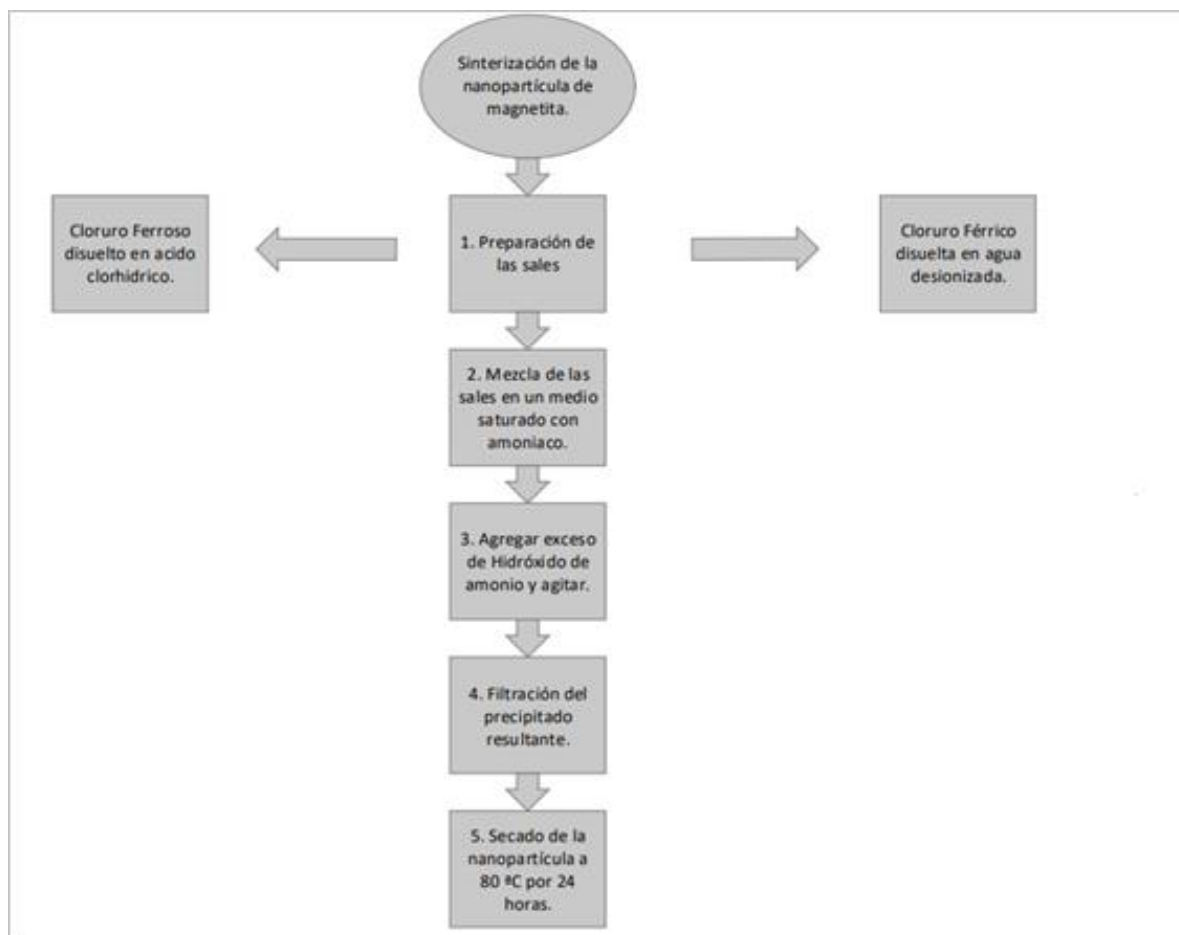 Sinterización de la
nanopartícula de
magnetita.
Cloruro Ferroso
disuelto en acido
clorhidrico.
1. Preparación de
las sales
Cloruro Férrico
disuelta en agua
desionizada.
2. Mezcla de las
sales en un medio
saturado con
amoniaco.
3. Agregar exceso
de Hidróxido de
amonio y agitar.
4. Filtración del
precipitado
resultante.
5. Secado de la
nanopartícula a
80 ªC por 24
horas.